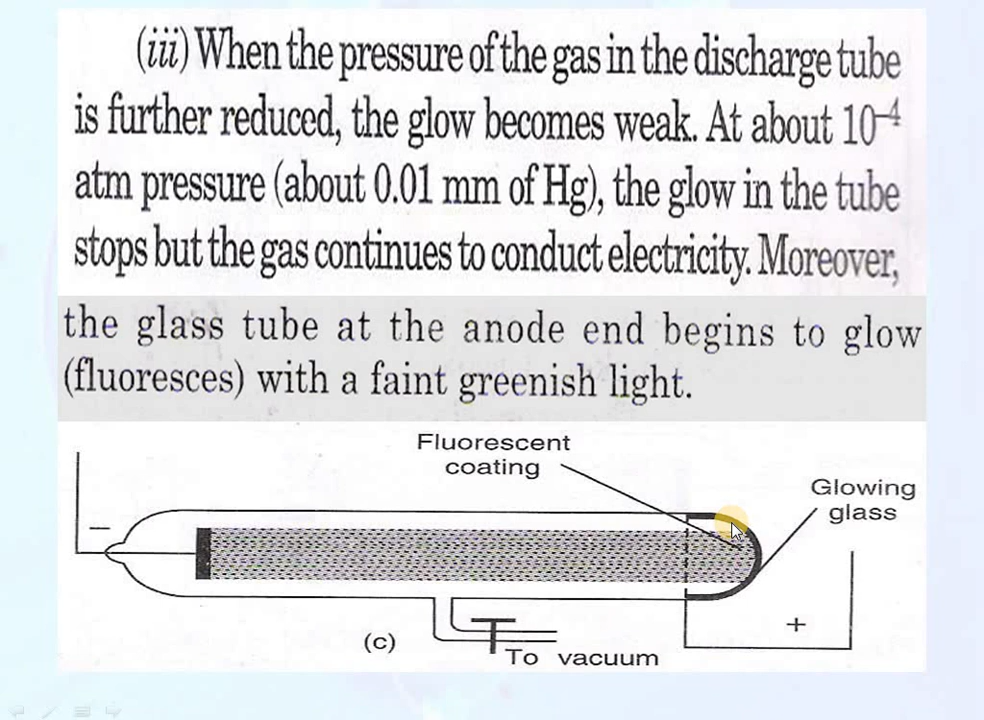 (iii) When the pressure of the gas in the discharge tube
is further reduced, the glow becomes weak. At about 10⁻⁴
atm pressure (about 0.01 mm of Hg), the glow in the tube
stops but the gas continues to conduct electricity. Moreover,
the glass tube at the anode end begins to glow
(fluoresces) with a faint greenish light.
Fluorescent
coating
Glowing
glass
−
+
(c)
To vacuum